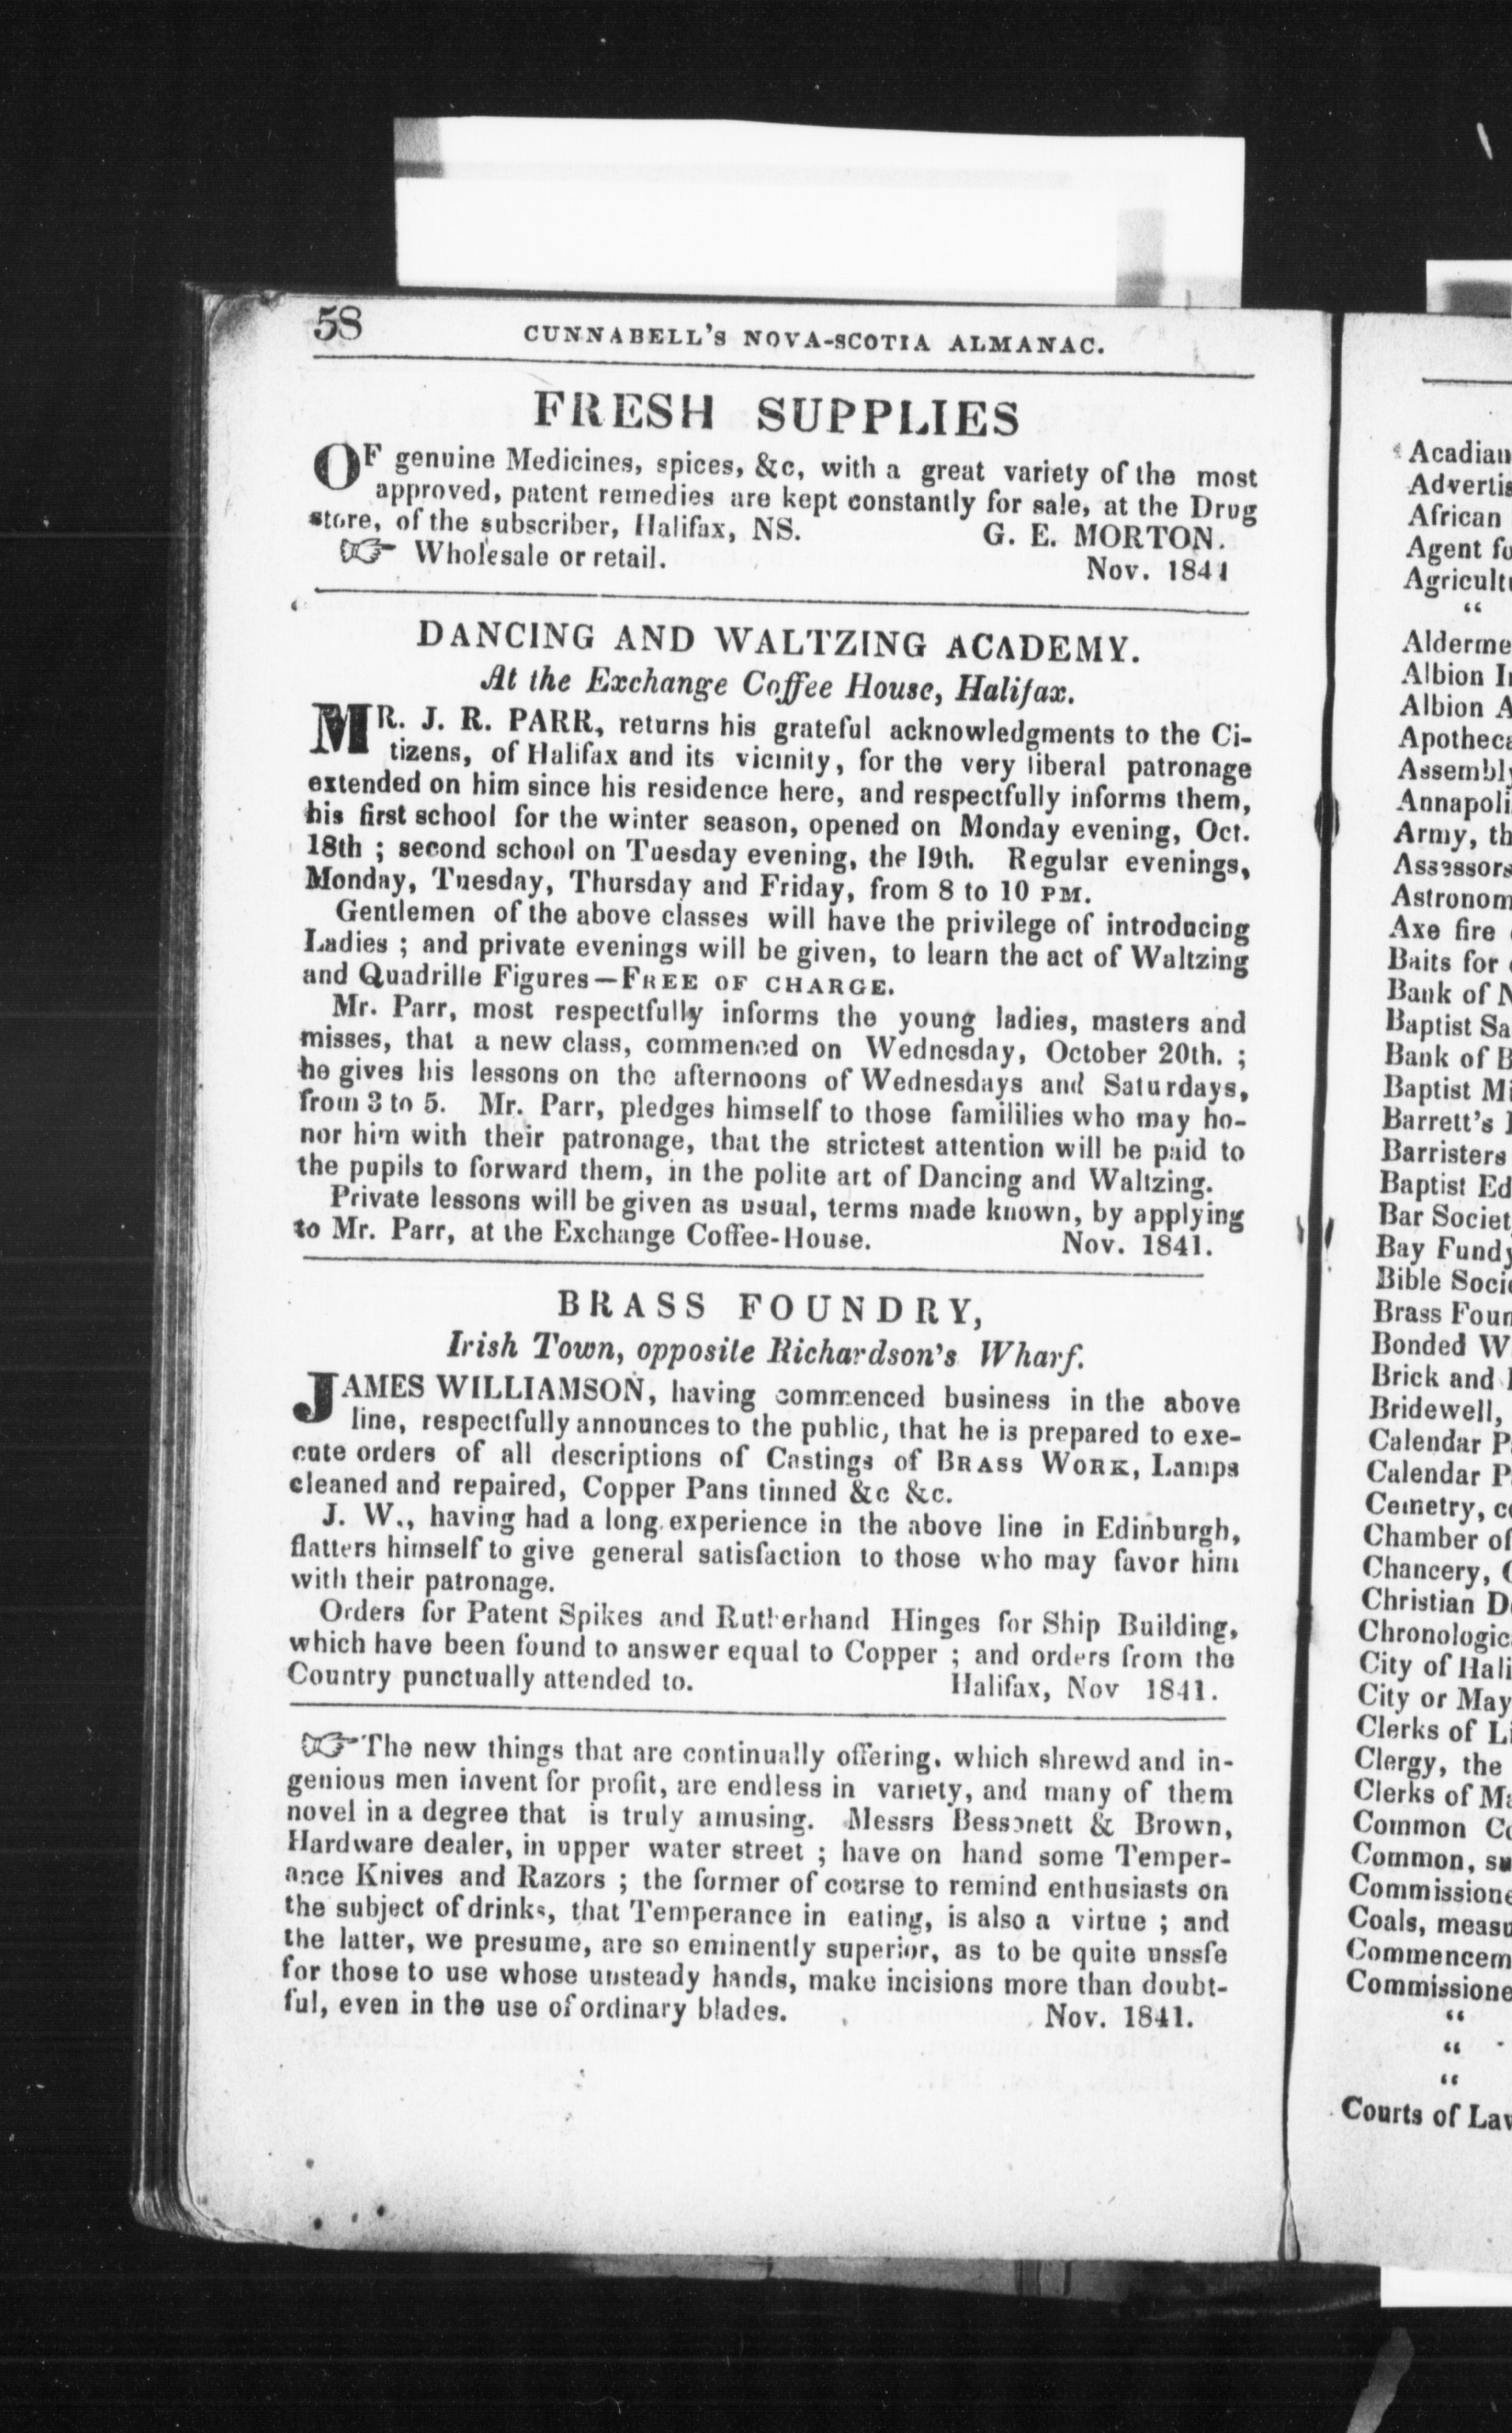 58
CUNNABELL'S NOVA-SCOTIA ALMANAC.
FRESH SUPPLIES
OF genuine Medicines, spices, &c, with a great variety of the most
approved, patent remedies are kept constantly for sale, at the Drug
store, of the subscriber, Halifax, NS. G. E. MORTON.
☞ Wholesale or retail. Nov. 1841
DANCING AND WALTZING ACADEMY.
At the Exchange Coffee House, Halifax.
MR. J. R. PARR, returns his grateful acknowledgments to the Ci-
tizens, of Halifax and its vicinity, for the very liberal patronage
extended on him since his residence here, and respectfully informs them,
his first school for the winter season, opened on Monday evening, Oct.
18th ; second school on Tuesday evening, the 19th. Regular evenings,
Monday, Tuesday, Thursday and Friday, from 8 to 10 PM.
Gentlemen of the above classes will have the privilege of introducing
Ladies ; and private evenings will be given, to learn the act of Waltzing
and Quadrille Figures—FREE OF CHARGE.
Mr. Parr, most respectfully informs the young ladies, masters and
misses, that a new class, commenced on Wednesday, October 20th. ;
he gives his lessons on the afternoons of Wednesdays and Saturdays,
from 3 to 5. Mr. Parr, pledges himself to those famililies who may ho-
nor him with their patronage, that the strictest attention will be paid to
the pupils to forward them, in the polite art of Dancing and Waltzing.
Private lessons will be given as usual, terms made known, by applying
to Mr. Parr, at the Exchange Coffee-House. Nov. 1841.
BRASS FOUNDRY,
Irish Town, opposite Richardson's Wharf.
JAMES WILLIAMSON, having commenced business in the above
line, respectfully announces to the public, that he is prepared to exe-
cute orders of all descriptions of Castings of BRASS WORK, Lamps
cleaned and repaired, Copper Pans tinned &c &c.
J. W., having had a long experience in the above line in Edinburgh,
flatters himself to give general satisfaction to those who may favor him
with their patronage.
Orders for Patent Spikes and Rutherhand Hinges for Ship Building,
which have been found to answer equal to Copper ; and orders from the
Country punctually attended to. Halifax, Nov 1841.
☞ The new things that are continually offering, which shrewd and in-
genious men invent for profit, are endless in variety, and many of them
novel in a degree that is truly amusing. Messrs Bessonett & Brown,
Hardware dealer, in upper water street ; have on hand some Temper-
ance Knives and Razors ; the former of course to remind enthusiasts on
the subject of drinks, that Temperance in eating, is also a virtue ; and
the latter, we presume, are so eminently superior, as to be quite unssfe
for those to use whose unsteady hands, make incisions more than doubt-
ful, even in the use of ordinary blades. Nov. 1841.
Acadian
Advertis
African
Agent fo
Agricultu
"
Alderme
Albion I
Albion A
Apotheca
Assembly
Annapoli
Army, th
Assessors
Astronom
Axe fire
Baits for
Bank of N
Baptist Sa
Bank of B
Baptist Mi
Barrett's
Barristers
Baptist Ed
Bar Societ
Bay Fundy
Bible Socie
Brass Foun
Bonded W
Brick and
Bridewell,
Calendar P
Calendar P
Cemetry, c
Chamber of
Chancery, C
Christian D
Chronologic
City of Hali
City or May
Clerks of Li
Clergy, the
Clerks of Ma
Common Co
Common, su
Commissione
Coals, measu
Commencem
Commissione
"
"
"
Courts of Law